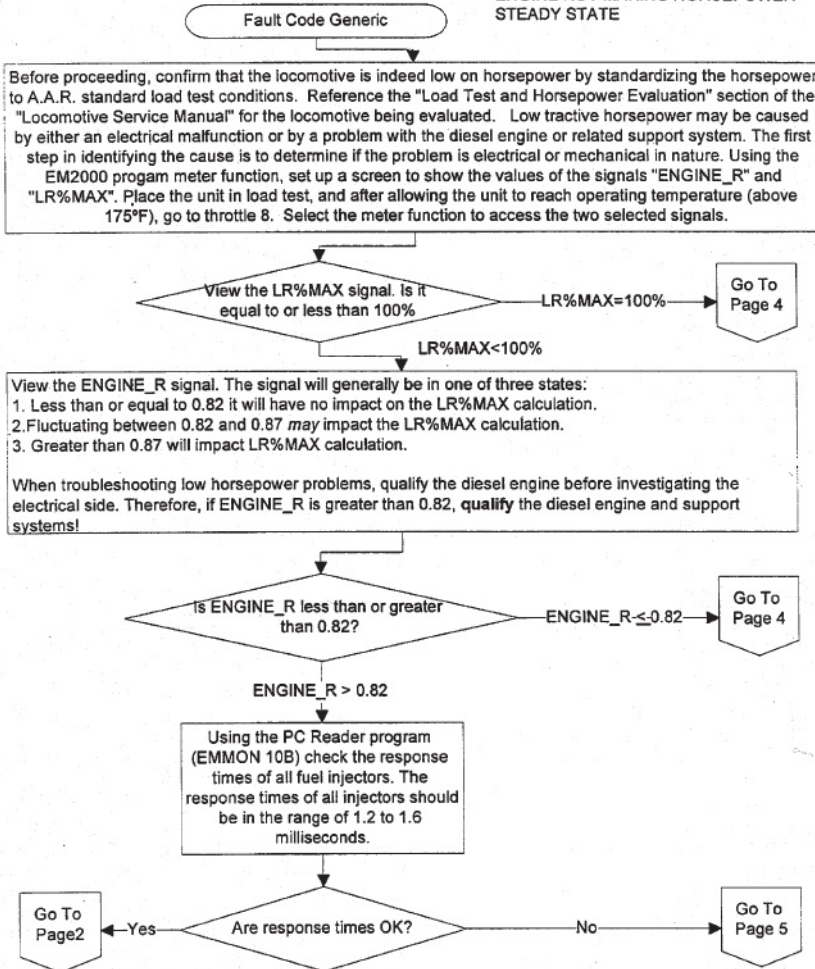 Fault Code Generic
STEADY STATE
Before proceeding, confirm that the locomotive is indeed low on horsepower by standardizing the horsepower
to A.A.R. standard load test conditions. Reference the "Load Test and Horsepower Evaluation" section of the
"Locomotive Service Manual" for the locomotive being evaluated. Low tractive horsepower may be caused
by either an electrical malfunction or by a problem with the diesel engine or related support system. The first
step in identifying the cause is to determine if the problem is electrical or mechanical in nature. Using the
EM2000 progam meter function, set up a screen to show the values of the signals "ENGINE_R" and
"LR%MAX". Place the unit in load test, and after allowing the unit to reach operating temperature (above
175°F), go to throttle 8. Select the meter function to access the two selected signals.
View the LR%MAX signal. Is it
equal to or less than 100%
LR%MAX=100%
Go To
Page 4
LR%MAX<100%
View the ENGINE_R signal. The signal will generally be in one of three states:
1. Less than or equal to 0.82 it will have no impact on the LR%MAX calculation.
2.Fluctuating between 0.82 and 0.87 may impact the LR%MAX calculation.
3. Greater than 0.87 will impact LR%MAX calculation.
When troubleshooting low horsepower problems, qualify the diesel engine before investigating the
electrical side. Therefore, if ENGINE_R is greater than 0.82, qualify the diesel engine and support
systems!
Is ENGINE_R less than or greater
than 0.82?
ENGINE_R ≤ 0.82
Go To
Page 4
ENGINE_R > 0.82
Using the PC Reader program
(EMMON 10B) check the response
times of all fuel injectors. The
response times of all injectors should
be in the range of 1.2 to 1.6
milliseconds.
Go To
Page2
Yes
Are response times OK?
No
Go To
Page 5